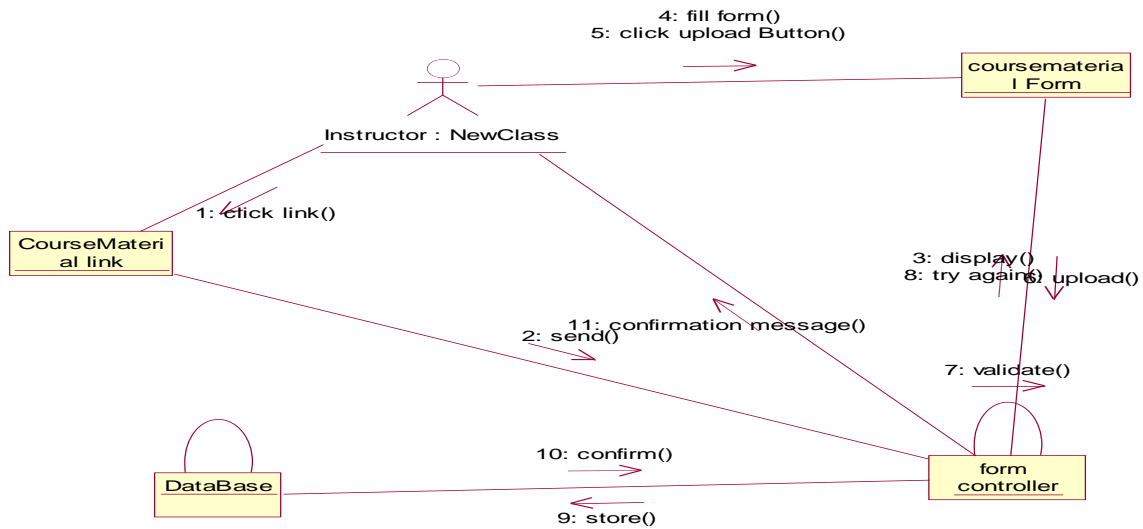 4: fill form()
5: click upload Button()
coursemateria
l Form
Instructor : NewClass
1: click link()
CourseMateri
al link
3: display()
8: try again()
6: upload()
11: confirmation message()
2: send()
7: validate()
10: confirm()
form
controller
DataBase
9: store()